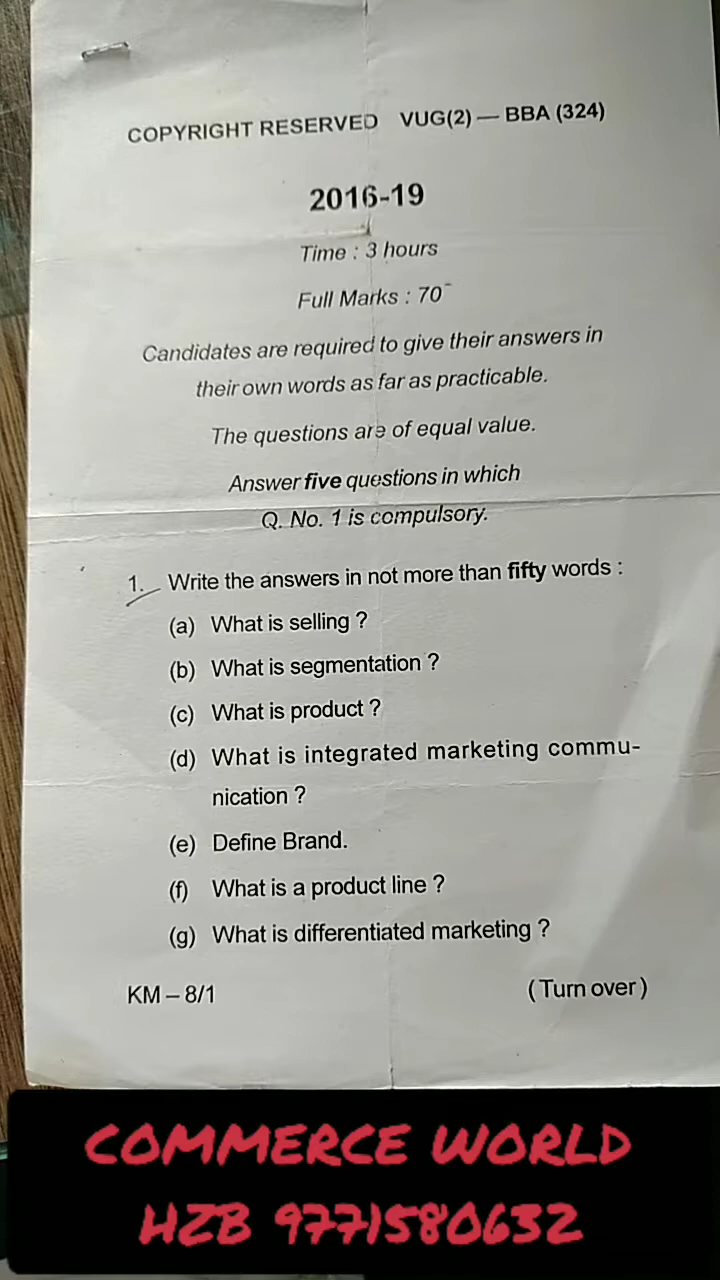 COPYRIGHT RESERVED VUG(2) — BBA (324)
2016-19
Time : 3 hours
Full Marks : 70
Candidates are required to give their answers in
their own words as far as practicable.
The questions are of equal value.
Answer five questions in which
Q. No. 1 is compulsory.
1. Write the answers in not more than fifty words :
(a) What is selling ?
(b) What is segmentation ?
(c) What is product ?
(d) What is integrated marketing commu-
nication ?
(e) Define Brand.
(f) What is a product line ?
(g) What is differentiated marketing ?
KM – 8/1 (Turn over)
COMMERCE WORLD
HZB 9771580632